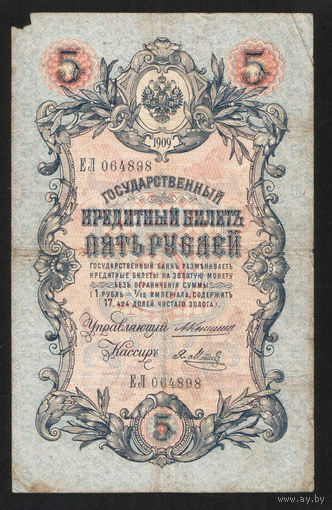 5 5
1909
ЕЛ 064898
ГОСУДАРСТВЕННЫЙ
КРЕДИТНЫЙ БИЛЕТЪ
ПЯТЬ РУБЛЕЙ
ГОСУДАРСТВЕННЫЙ БАНКЪ РАЗМѢНИВАЕТЪ
КРЕДИТНЫЕ БИЛЕТЫ НА ЗОЛОТУЮ МОНЕТУ
БЕЗЪ ОГРАНИЧЕНІЯ СУММЫ
(1 РУБЛЬ = 1/15 ИМПЕРІАЛА, СОДЕРЖИТЪ
17,424 ДОЛЕЙ ЧИСТАГО ЗОЛОТА).
Управляющій
Кассиръ
ЕЛ 064898
5
ay.by